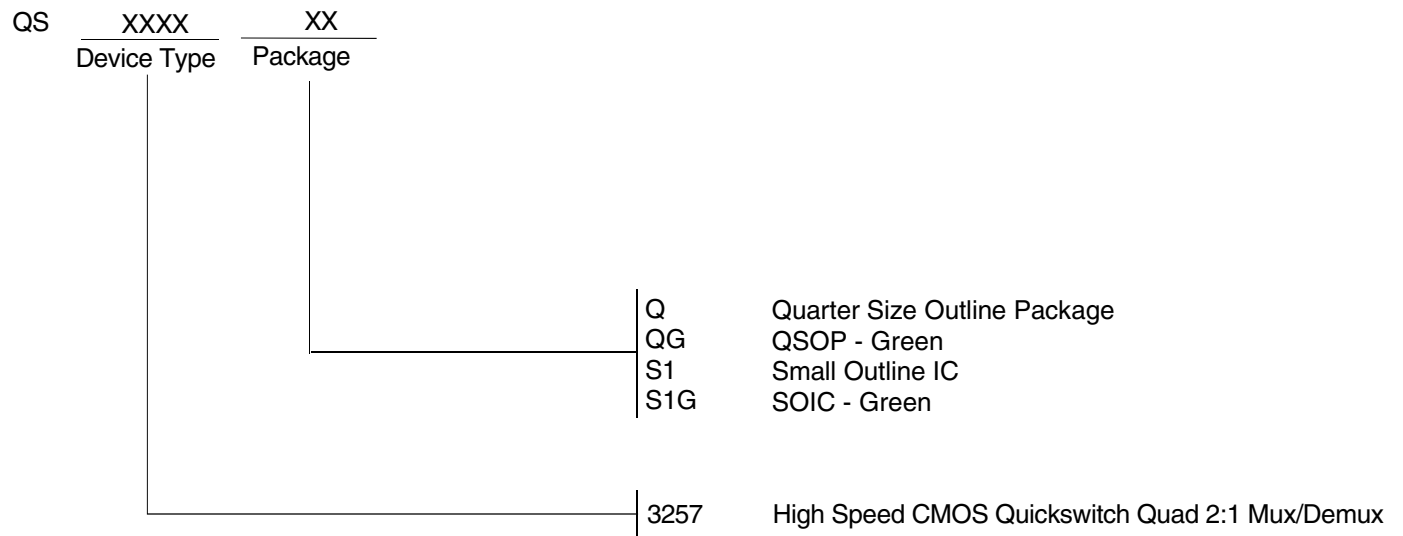 QS XXXX XX
Device Type Package
Q Quarter Size Outline Package
QG QSOP - Green
S1 Small Outline IC
S1G SOIC - Green
3257 High Speed CMOS Quickswitch Quad 2:1 Mux/Demux